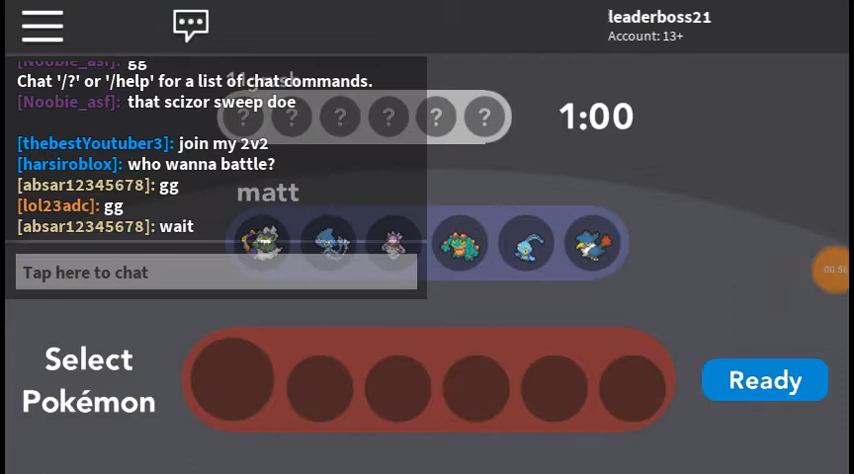 leaderboss21
Account: 13+
[Noobie_asf]: gg
Chat '/?' or '/help' for a list of chat commands.
[Noobie_asf]: that scizor sweep doe
? ? ? ? ? ?
1:00
[thebestYoutuber3]: join my 2v2
[harsiroblox]: who wanna battle?
[absar12345678]: gg
[lol23adc]: gg
[absar12345678]: wait
matt
Tap here to chat
Select
Pokémon
Ready